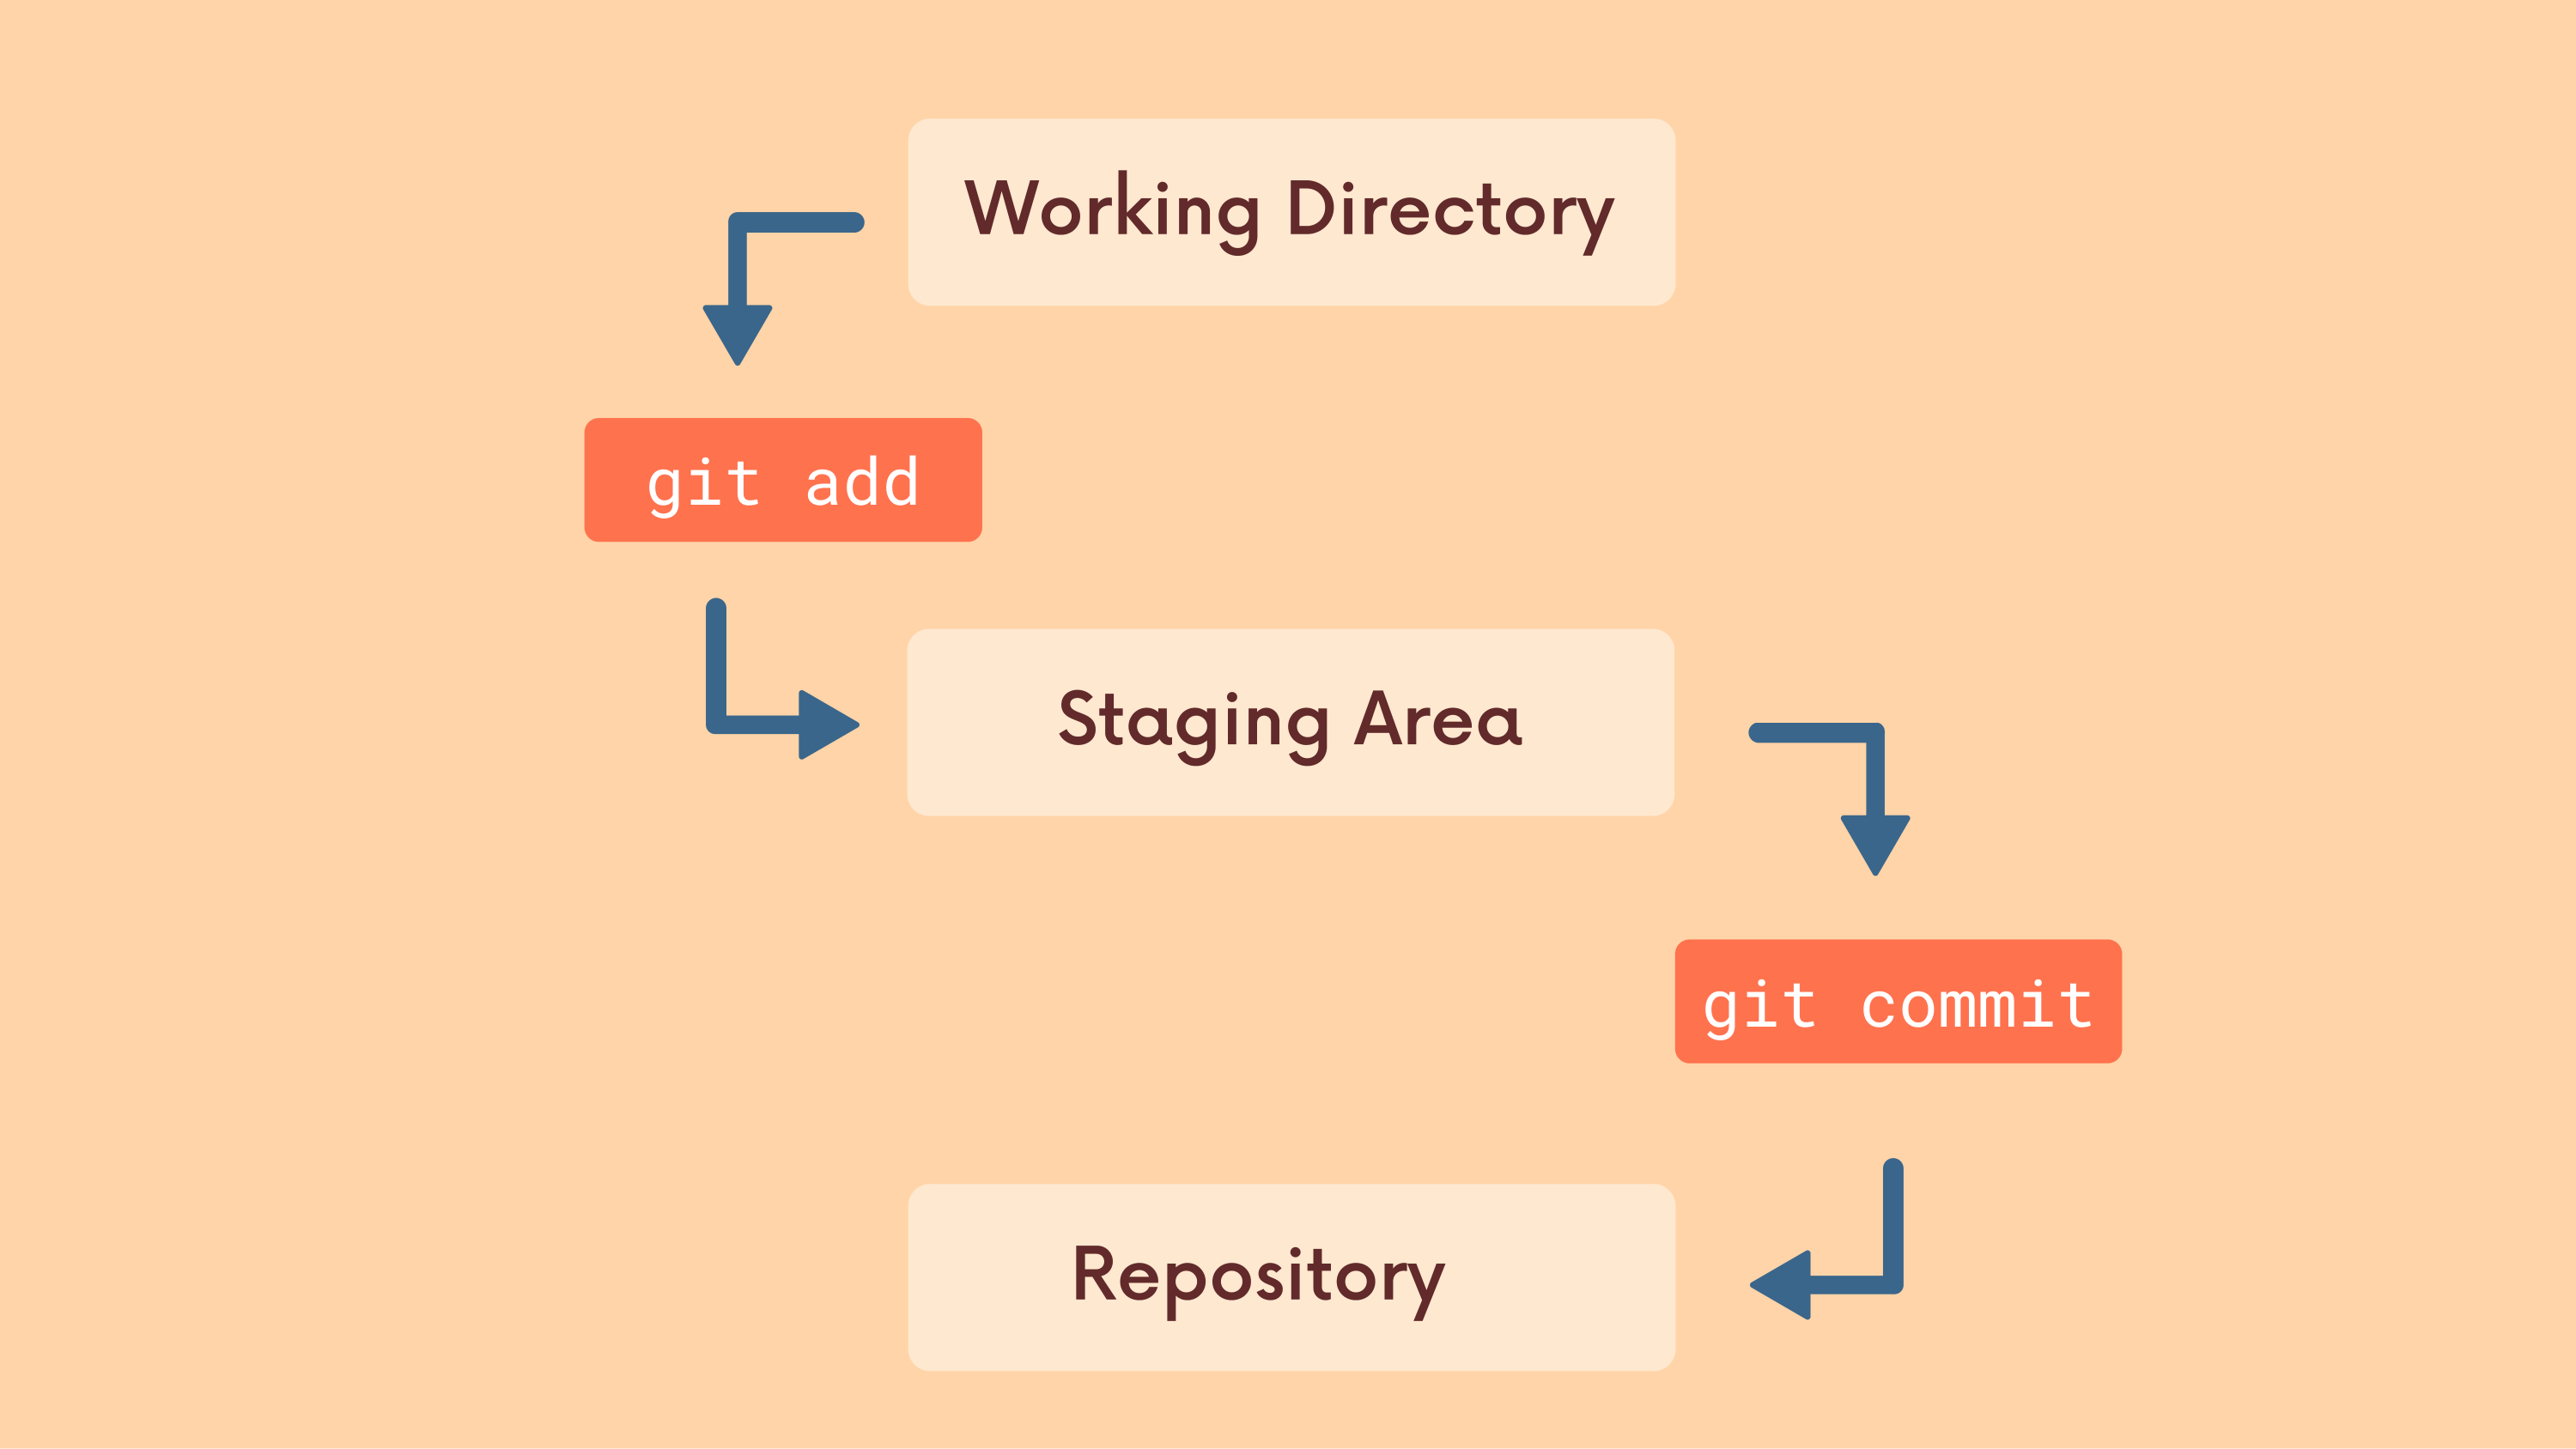 Working Directory
git add
Staging Area
git commit
Repository